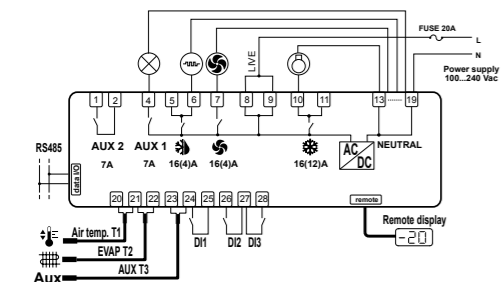 FUSE 20A
L
N
LIVE
Power supply
100...240 Vac
1 2 4 5 6 7 8 9 10 11 13 19
AUX 2
7A
AUX 1
7A
16(4)A
16(4)A
16(12)A
AC
DC
NEUTRAL
RS485
data I/O
20 21 22 23 24 25 26 27 28
remote
DI1
DI2
DI3
Remote display
-20
Air temp. T1
EVAP T2
AUX T3
Aux